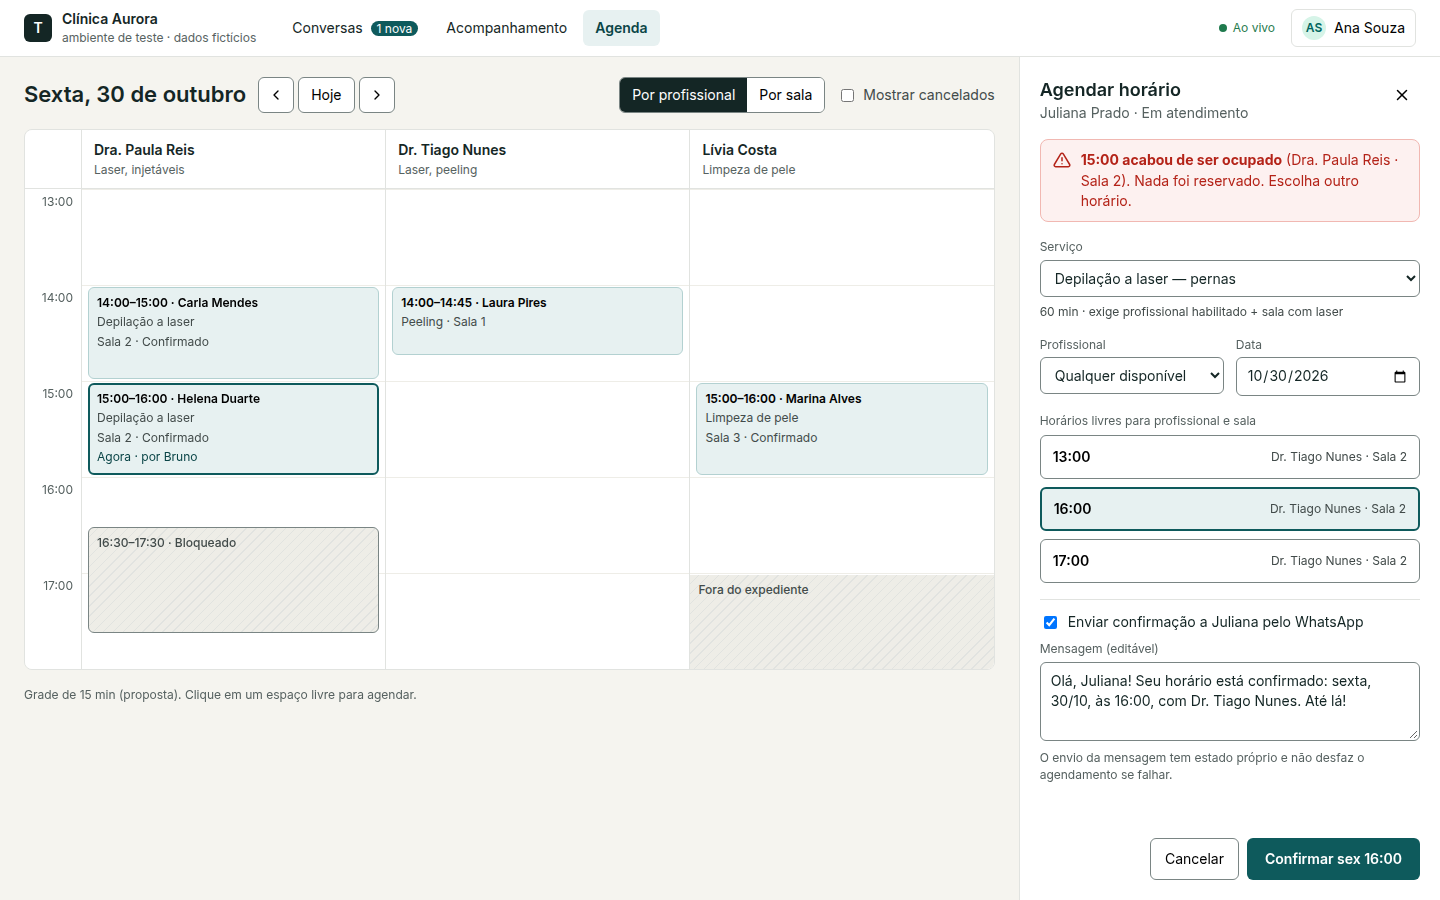 T
Clínica Aurora
ambiente de teste · dados fictícios
Conversas 1 nova
Acompanhamento
Agenda
Ao vivo
AS Ana Souza
Sexta, 30 de outubro
Hoje
Por profissional
Por sala
Mostrar cancelados
Dra. Paula Reis
Laser, injetáveis
Dr. Tiago Nunes
Laser, peeling
Lívia Costa
Limpeza de pele
13:00
14:00
14:00–15:00 · Carla Mendes
Depilação a laser
Sala 2 · Confirmado
14:00–14:45 · Laura Pires
Peeling · Sala 1
15:00
15:00–16:00 · Helena Duarte
Depilação a laser
Sala 2 · Confirmado
Agora · por Bruno
15:00–16:00 · Marina Alves
Limpeza de pele
Sala 3 · Confirmado
16:00
16:30–17:30 · Bloqueado
17:00
Fora do expediente
Grade de 15 min (proposta). Clique em um espaço livre para agendar.
Agendar horário
Juliana Prado · Em atendimento
15:00 acabou de ser ocupado (Dra. Paula Reis ·
Sala 2). Nada foi reservado. Escolha outro
horário.
Serviço
Depilação a laser — pernas
60 min · exige profissional habilitado + sala com laser
Profissional
Data
Qualquer disponível
10/30/2026
Horários livres para profissional e sala
13:00 Dr. Tiago Nunes · Sala 2
16:00 Dr. Tiago Nunes · Sala 2
17:00 Dr. Tiago Nunes · Sala 2
Enviar confirmação a Juliana pelo WhatsApp
Mensagem (editável)
Olá, Juliana! Seu horário está confirmado: sexta,
30/10, às 16:00, com Dr. Tiago Nunes. Até lá!
O envio da mensagem tem estado próprio e não desfaz o
agendamento se falhar.
Cancelar
Confirmar sex 16:00